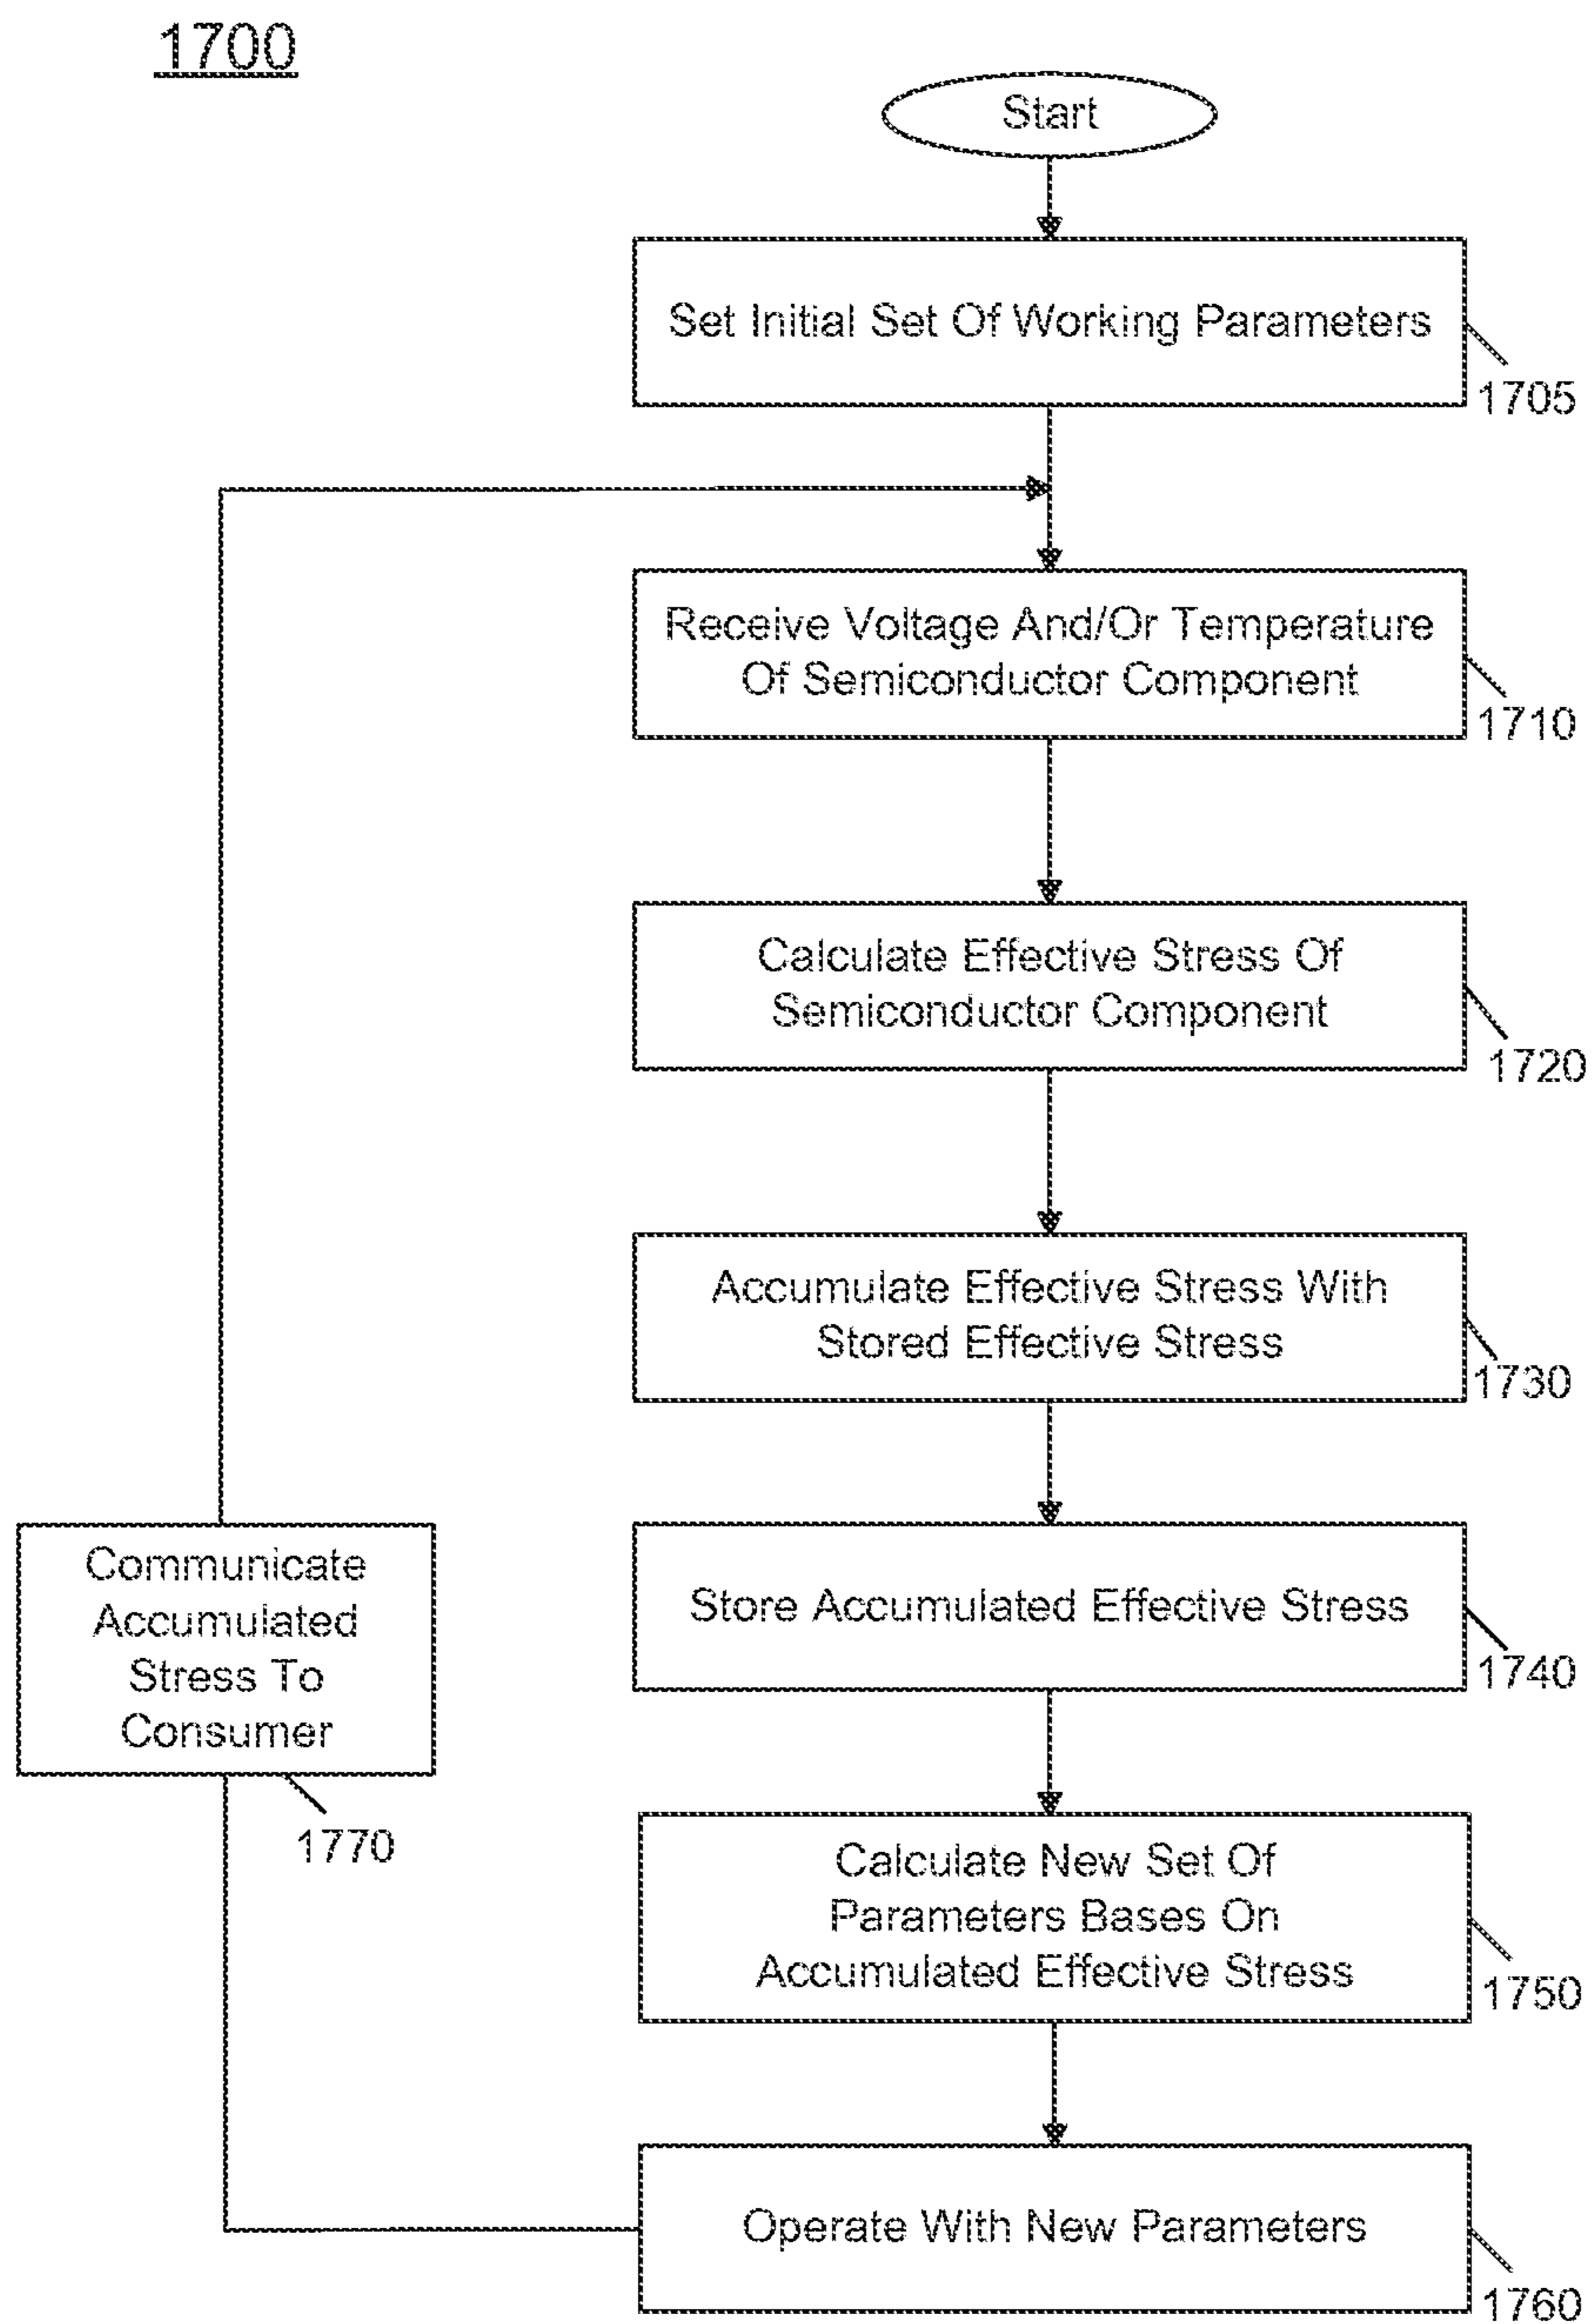 1700
Start
Set Initial Set Of Working Parameters
1705
Receive Voltage And/Or Temperature
Of Semiconductor Component
1710
Calculate Effective Stress Of
Semiconductor Component
1720
Accumulate Effective Stress With
Stored Effective Stress
1730
Store Accumulated Effective Stress
1740
Calculate New Set Of
Parameters Bases On
Accumulated Effective Stress
1750
Operate With New Parameters
1760
Communicate
Accumulated
Stress To
Consumer
1770